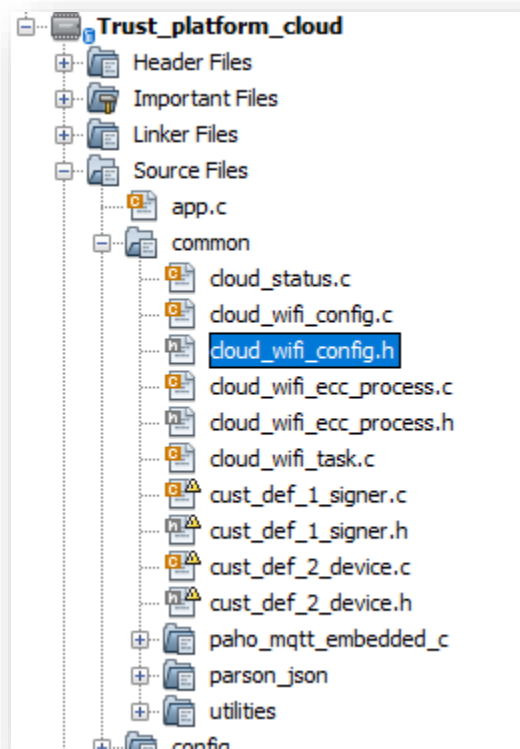 Trust_platform_cloud
Header Files
Important Files
Linker Files
Source Files
app.c
common
cloud_status.c
cloud_wifi_config.c
cloud_wifi_config.h
cloud_wifi_ecc_process.c
cloud_wifi_ecc_process.h
cloud_wifi_task.c
cust_def_1_signer.c
cust_def_1_signer.h
cust_def_2_device.c
cust_def_2_device.h
paho_mqtt_embedded_c
parson_json
utilities
config